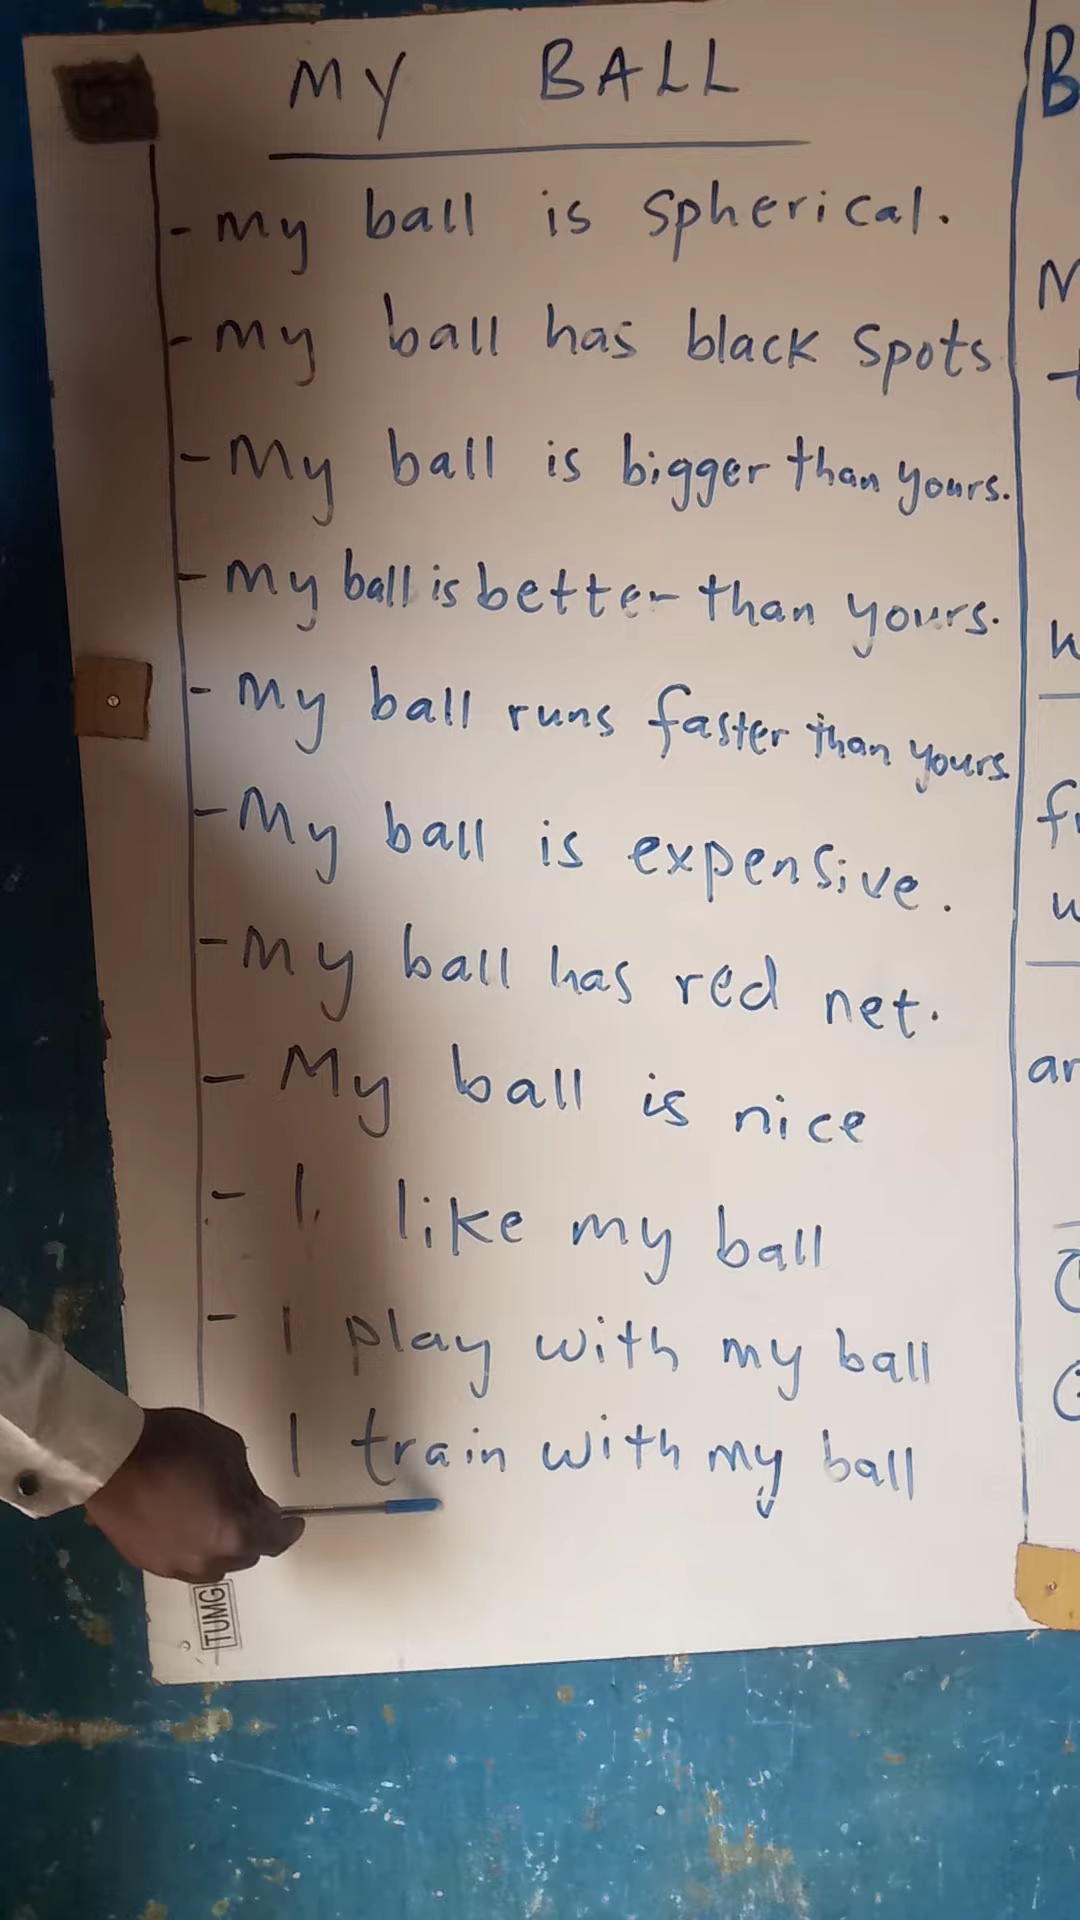 MY BALL
- My ball is spherical.
- My ball has black spots
- My ball is bigger than yours.
- My ball is better than yours.
- My ball runs faster than yours
- My ball is expensive.
- My ball has red net.
- My ball is nice
- I like my ball
- I play with my ball
I train with my ball
TUMG